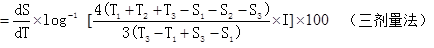 = dS/dT × log⁻¹ [4(T₁+T₂+T₃-S₁-S₂-S₃)/3(T₃-T₁+S₃-S₁) × I] × 100 （三剂量法）